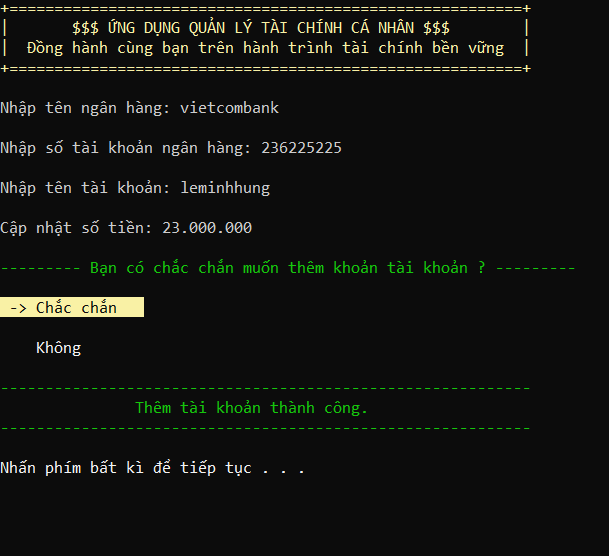 +=========================================================+
|       $$$ ỨNG DỤNG QUẢN LÝ TÀI CHÍNH CÁ NHÂN $$$        |
|  Đồng hành cùng bạn trên hành trình tài chính bền vững  |
+=========================================================+
Nhập tên ngân hàng: vietcombank
Nhập số tài khoản ngân hàng: 236225225
Nhập tên tài khoản: leminhhung
Cập nhật số tiền: 23.000.000
--------- Bạn có chắc chắn muốn thêm khoản tài khoản ? ---------
-> Chắc chắn
Không
-----------------------------------------------------------
Thêm tài khoản thành công.
-----------------------------------------------------------
Nhấn phím bất kì để tiếp tục . . .